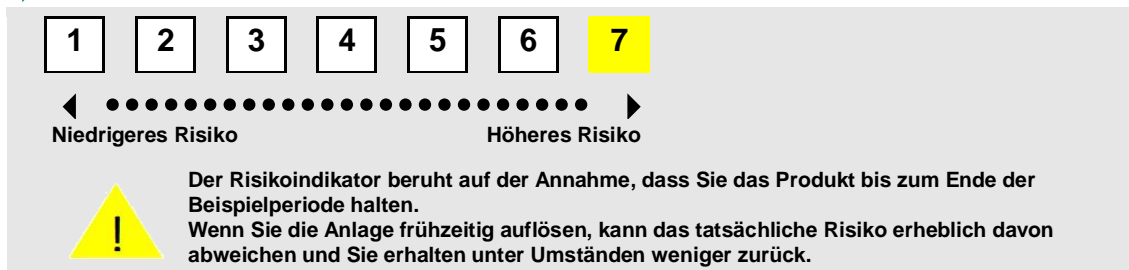 1 2 3 4 5 6 7
Niedrigeres Risiko Höheres Risiko
Der Risikoindikator beruht auf der Annahme, dass Sie das Produkt bis zum Ende der
Beispielperiode halten.
Wenn Sie die Anlage frühzeitig auflösen, kann das tatsächliche Risiko erheblich davon
abweichen und Sie erhalten unter Umständen weniger zurück.
!